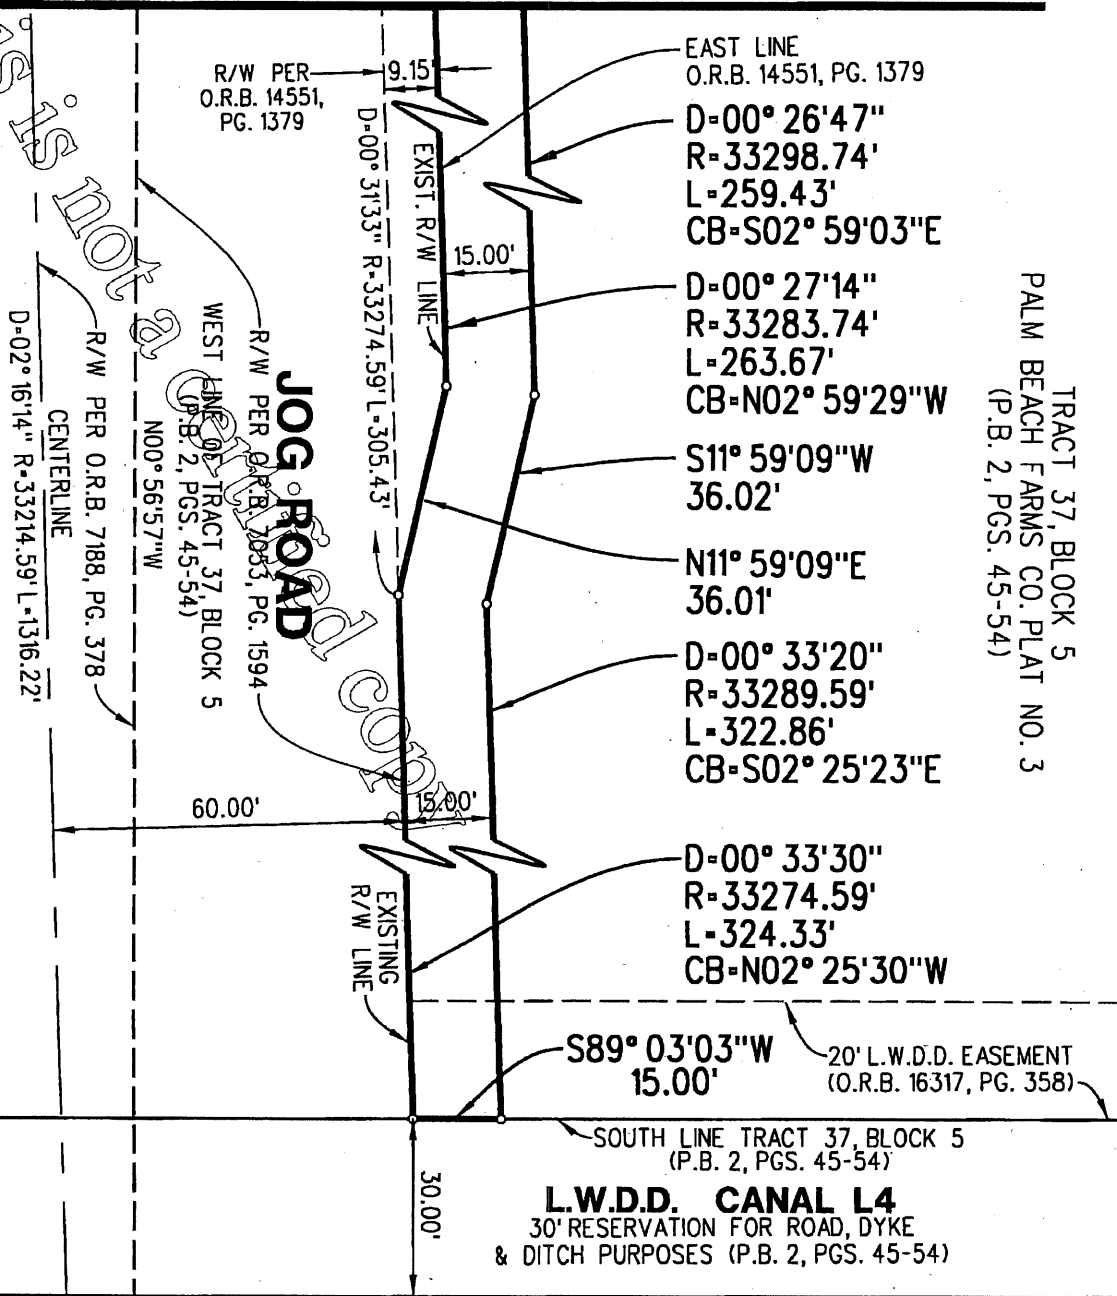 EAST LINE
O.R.B. 14551, PG. 1379
R/W PER
O.R.B. 14551,
PG. 1379
9.15'
D=00° 26'47"
R=33298.74'
L=259.43'
CB=S02° 59'03"E
EXIST. R/W LINE
D=00° 31'33" R=33274.59' L=305.43'
15.00'
D=00° 27'14"
R=33283.74'
L=263.67'
CB=N02° 59'29"W
S11° 59'09"W
36.02'
N11° 59'09"E
36.01'
D=00° 33'20"
R=33289.59'
L=322.86'
CB=S02° 25'23"E
D=00° 33'30"
R=33274.59'
L=324.33'
CB=N02° 25'30"W
TRACT 37, BLOCK 5
PALM BEACH FARMS CO. PLAT NO. 3
(P.B. 2, PGS. 45-54)
JOG ROAD
R/W PER O.R.B. 7053, PG. 1594
WEST LINE OF TRACT 37, BLOCK 5
(P.B. 2, PGS. 45-54)
N00° 56'57"W
R/W PER O.R.B. 7188, PG. 378
CENTERLINE
D=02° 16'14" R=33214.59' L=1316.22'
60.00'
15.00'
EXISTING
R/W LINE
S89° 03'03"W
15.00'
20' L.W.D.D. EASEMENT
(O.R.B. 16317, PG. 358)
SOUTH LINE TRACT 37, BLOCK 5
(P.B. 2, PGS. 45-54)
30.00'
L.W.D.D. CANAL L4
30' RESERVATION FOR ROAD, DYKE
& DITCH PURPOSES (P.B. 2, PGS. 45-54)
is is not a certified copy